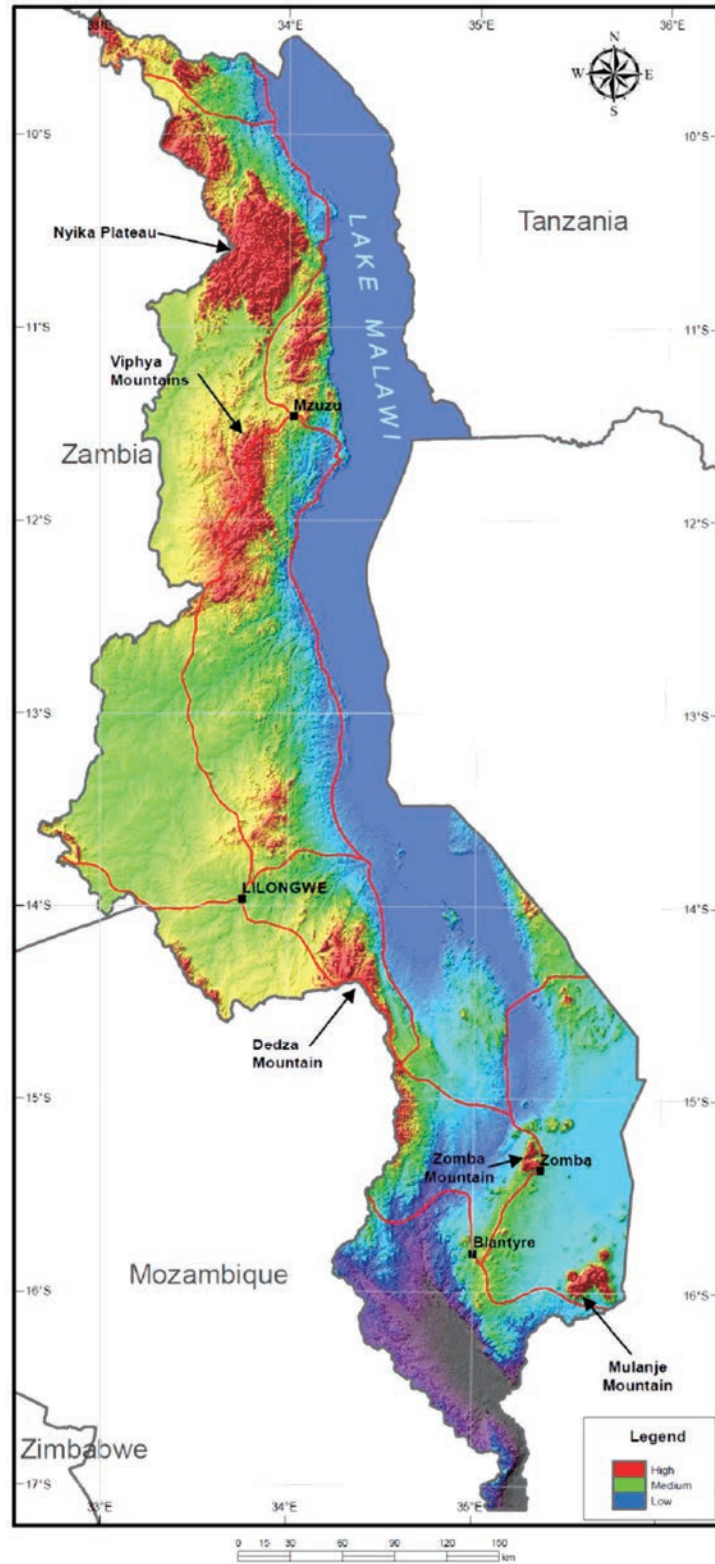 33°E
34°E
35°E
36°E
N
W
E
S
10°S
10°S
Tanzania
Nyika Plateau
LAKE MALAWI
11°S
11°S
Viphya
Mountains
Mzuzu
Zambia
12°S
12°S
13°S
13°S
LILONGWE
14°S
14°S
Dedza
Mountain
15°S
15°S
Zomba
Mountain
Zomba
Blantyre
Mozambique
16°S
16°S
Mulanje
Mountain
Zimbabwe
Legend
High
Medium
Low
17°S
17°S
33°E
34°E
35°E
0 15 30 60 90 120 150
km